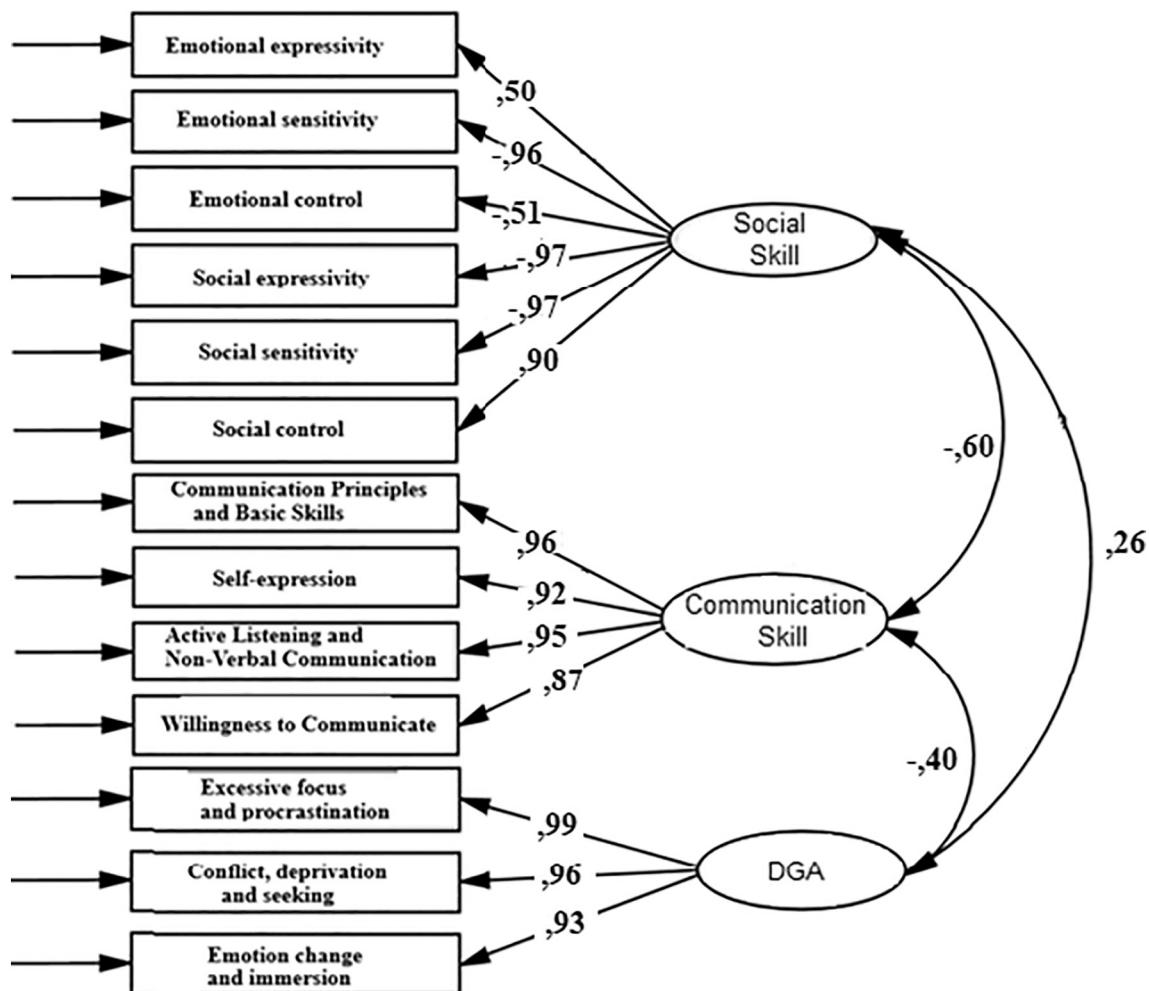 Emotional expressivity
,50
Emotional sensitivity
-,96
Emotional control
-,51
Social
Skill
Social expressivity
-,97
Social sensitivity
-,97
Social control
,90
-,60
Communication Principles
and Basic Skills
,96
,26
Self-expression
,92
Communication
Skill
Active Listening and
Non-Verbal Communication
,95
Willingness to Communicate
,87
-,40
Excessive focus
and procrastination
,99
Conflict, deprivation
and seeking
,96
DGA
Emotion change
and immersion
,93